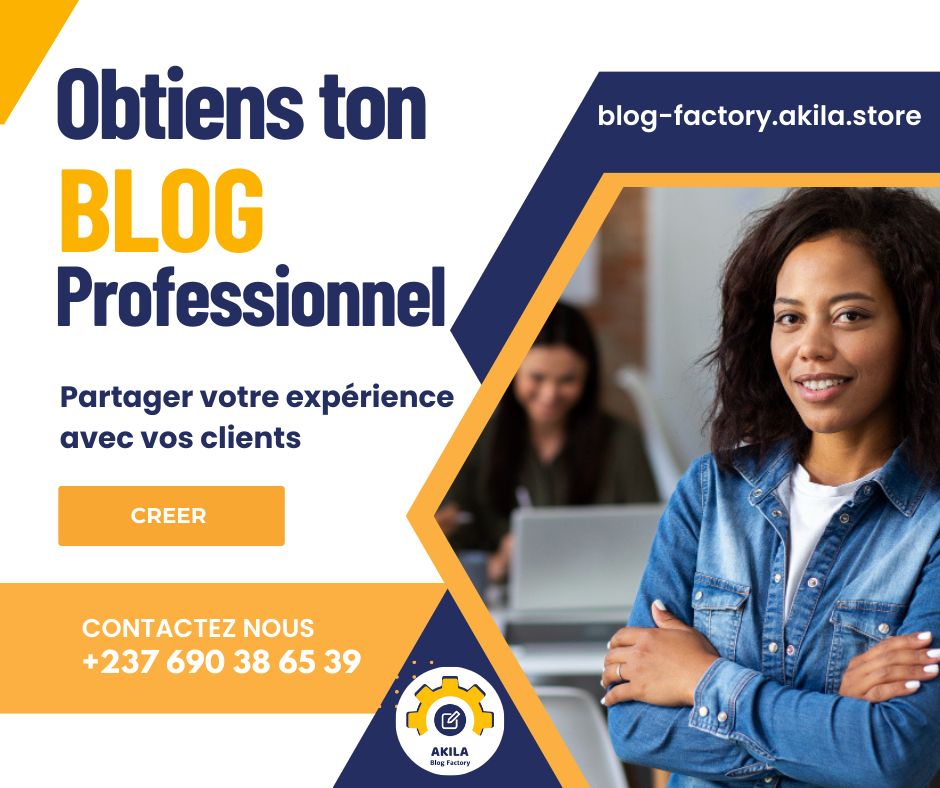 Obtiens ton
BLOG
Professionnel
blog-factory.akila.store
Partager votre expérience
avec vos clients
CREER
CONTACTEZ NOUS
+237 690 38 65 39
AKILA
Blog Factory